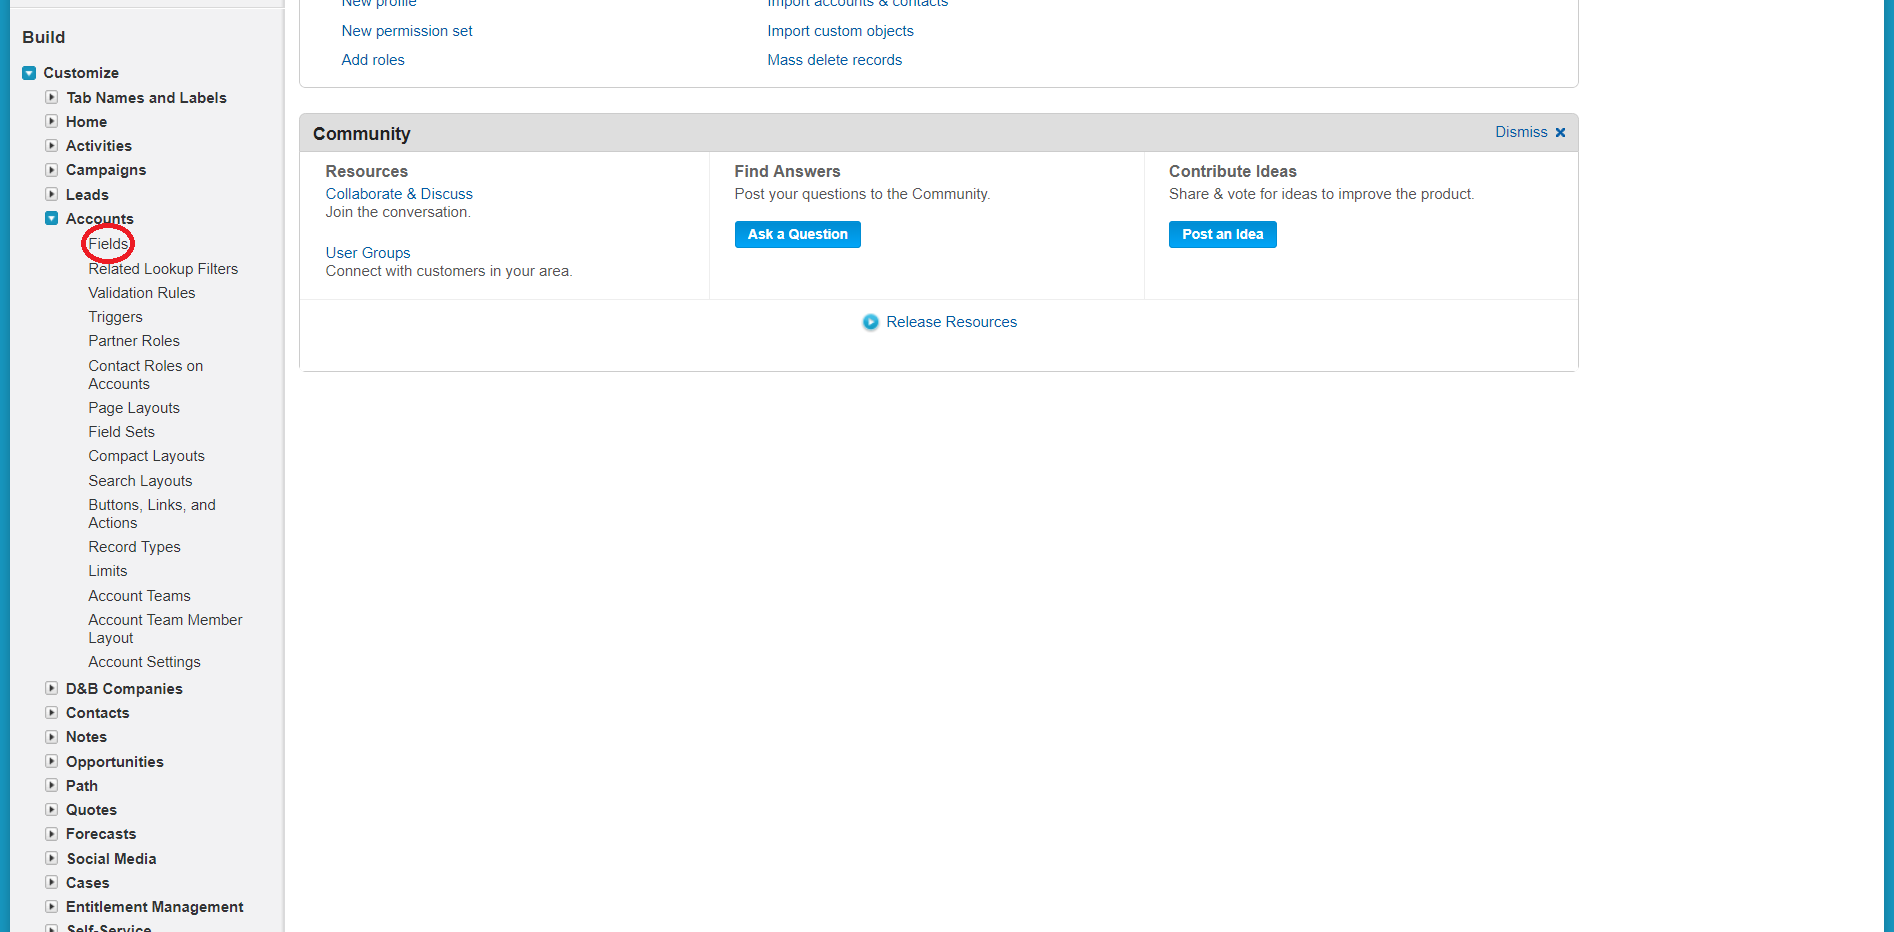 Build
Customize
Tab Names and Labels
Home
Activities
Campaigns
Leads
Accounts
Fields
Related Lookup Filters
Validation Rules
Triggers
Partner Roles
Contact Roles on
Accounts
Page Layouts
Field Sets
Compact Layouts
Search Layouts
Buttons, Links, and
Actions
Record Types
Limits
Account Teams
Account Team Member
Layout
Account Settings
D&B Companies
Contacts
Notes
Opportunities
Path
Quotes
Forecasts
Social Media
Cases
Entitlement Management
Self-Service
New profile
New permission set
Add roles
Import accounts & contacts
Import custom objects
Mass delete records
Community
Dismiss
Resources
Collaborate & Discuss
Join the conversation.
User Groups
Connect with customers in your area.
Find Answers
Post your questions to the Community.
Ask a Question
Contribute Ideas
Share & vote for ideas to improve the product.
Post an Idea
Release Resources